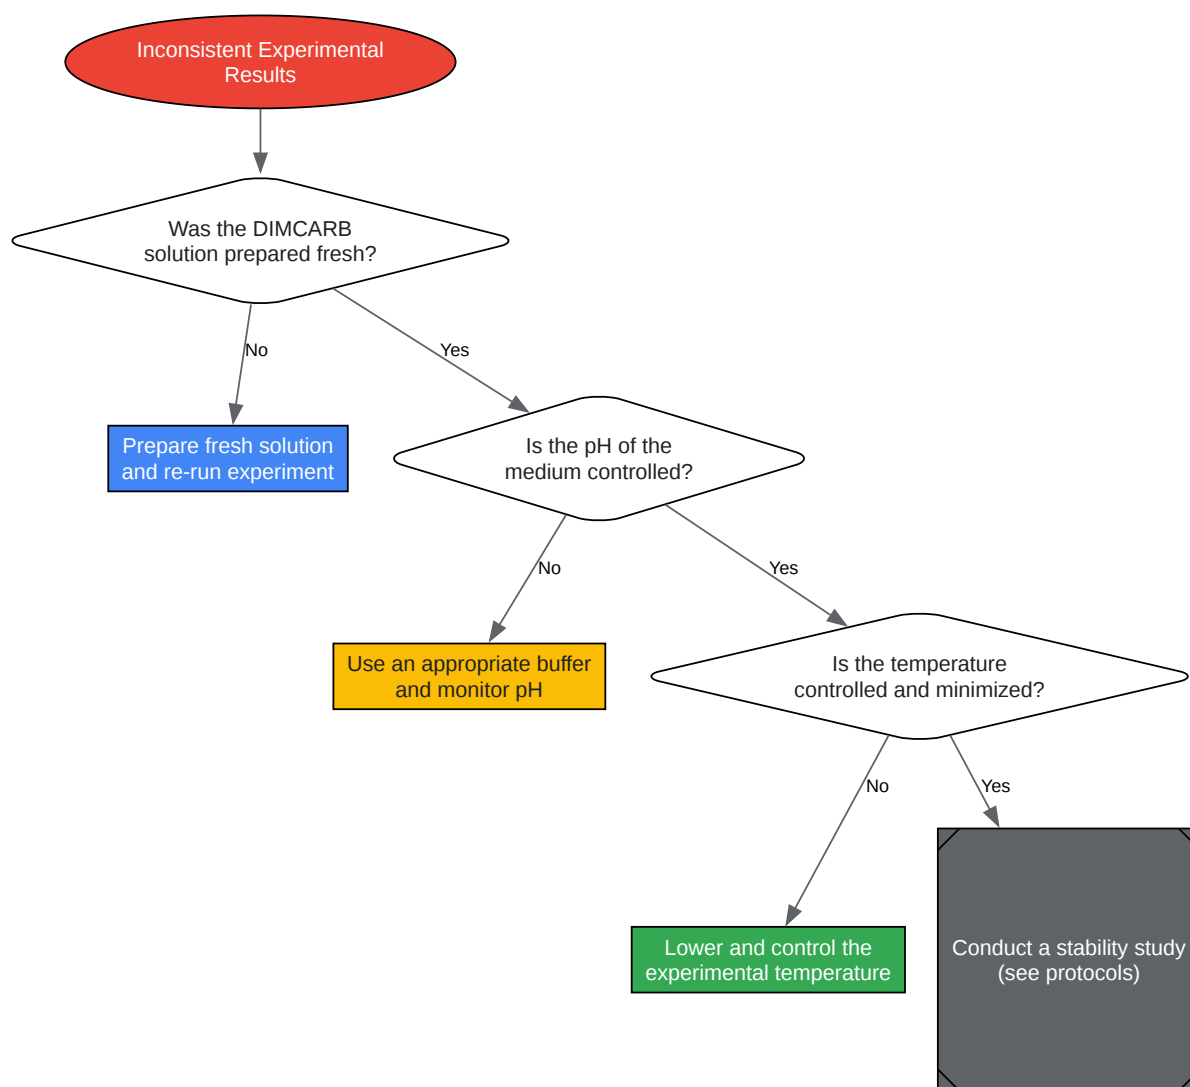 Inconsistent Experimental
Results
Was the DIMCARB
solution prepared fresh?
No
Yes
Prepare fresh solution
and re-run experiment
Is the pH of the
medium controlled?
No
Yes
Use an appropriate buffer
and monitor pH
Is the temperature
controlled and minimized?
No
Yes
Lower and control the
experimental temperature
Conduct a stability study
(see protocols)